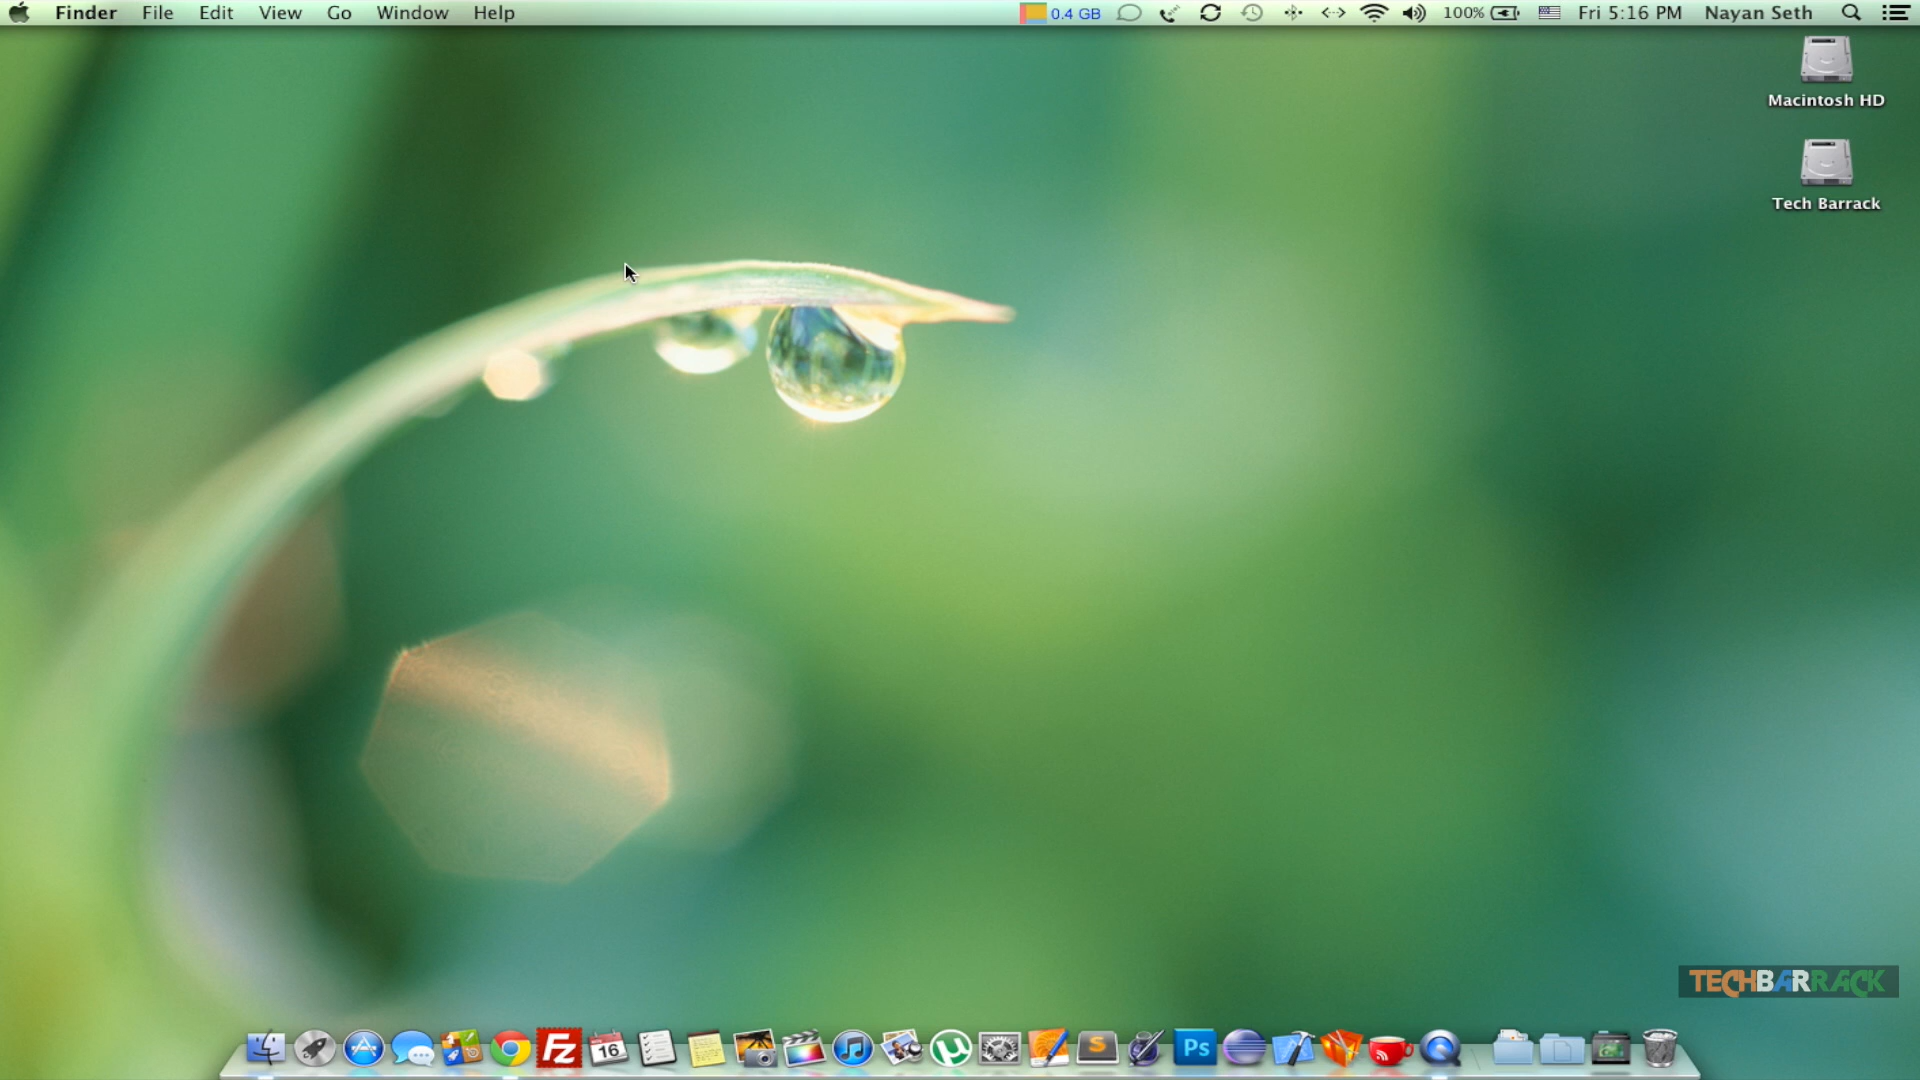 Finder File Edit View Go Window Help 0.4 GB 100% Fri 5:16 PM Nayan Seth
Macintosh HD
Tech Barrack
TECHBARRACK
Fz
16
S
Ps